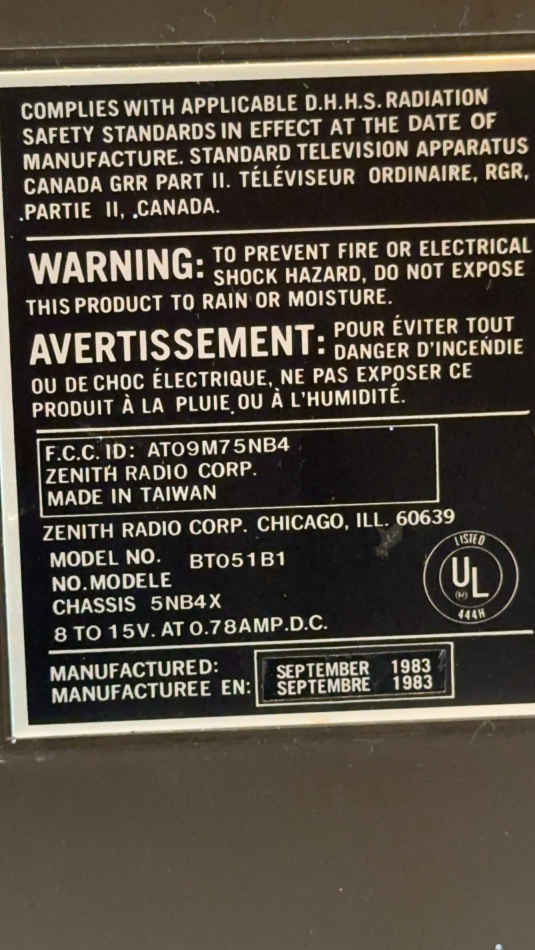 COMPLIES WITH APPLICABLE D.H.H.S. RADIATION
SAFETY STANDARDS IN EFFECT AT THE DATE OF
MANUFACTURE. STANDARD TELEVISION APPARATUS
CANADA GRR PART II. TÉLÉVISEUR ORDINAIRE, RGR,
PARTIE II, CANADA.
WARNING: TO PREVENT FIRE OR ELECTRICAL
SHOCK HAZARD, DO NOT EXPOSE
THIS PRODUCT TO RAIN OR MOISTURE.
AVERTISSEMENT: POUR ÉVITER TOUT
DANGER D'INCENDIE
OU DE CHOC ÉLECTRIQUE, NE PAS EXPOSER CE
PRODUIT À LA PLUIE OU À L'HUMIDITÉ.
F.C.C. ID: ATO9M75NB4
ZENITH RADIO CORP.
MADE IN TAIWAN
ZENITH RADIO CORP. CHICAGO, ILL. 60639
MODEL NO. BT051B1
NO. MODELE
CHASSIS 5NB4X
8 TO 15V. AT 0.78AMP.D.C.
LISTED
UL
(R)
444H
MANUFACTURED: SEPTEMBER 1983
MANUFACTUREE EN: SEPTEMBRE 1983